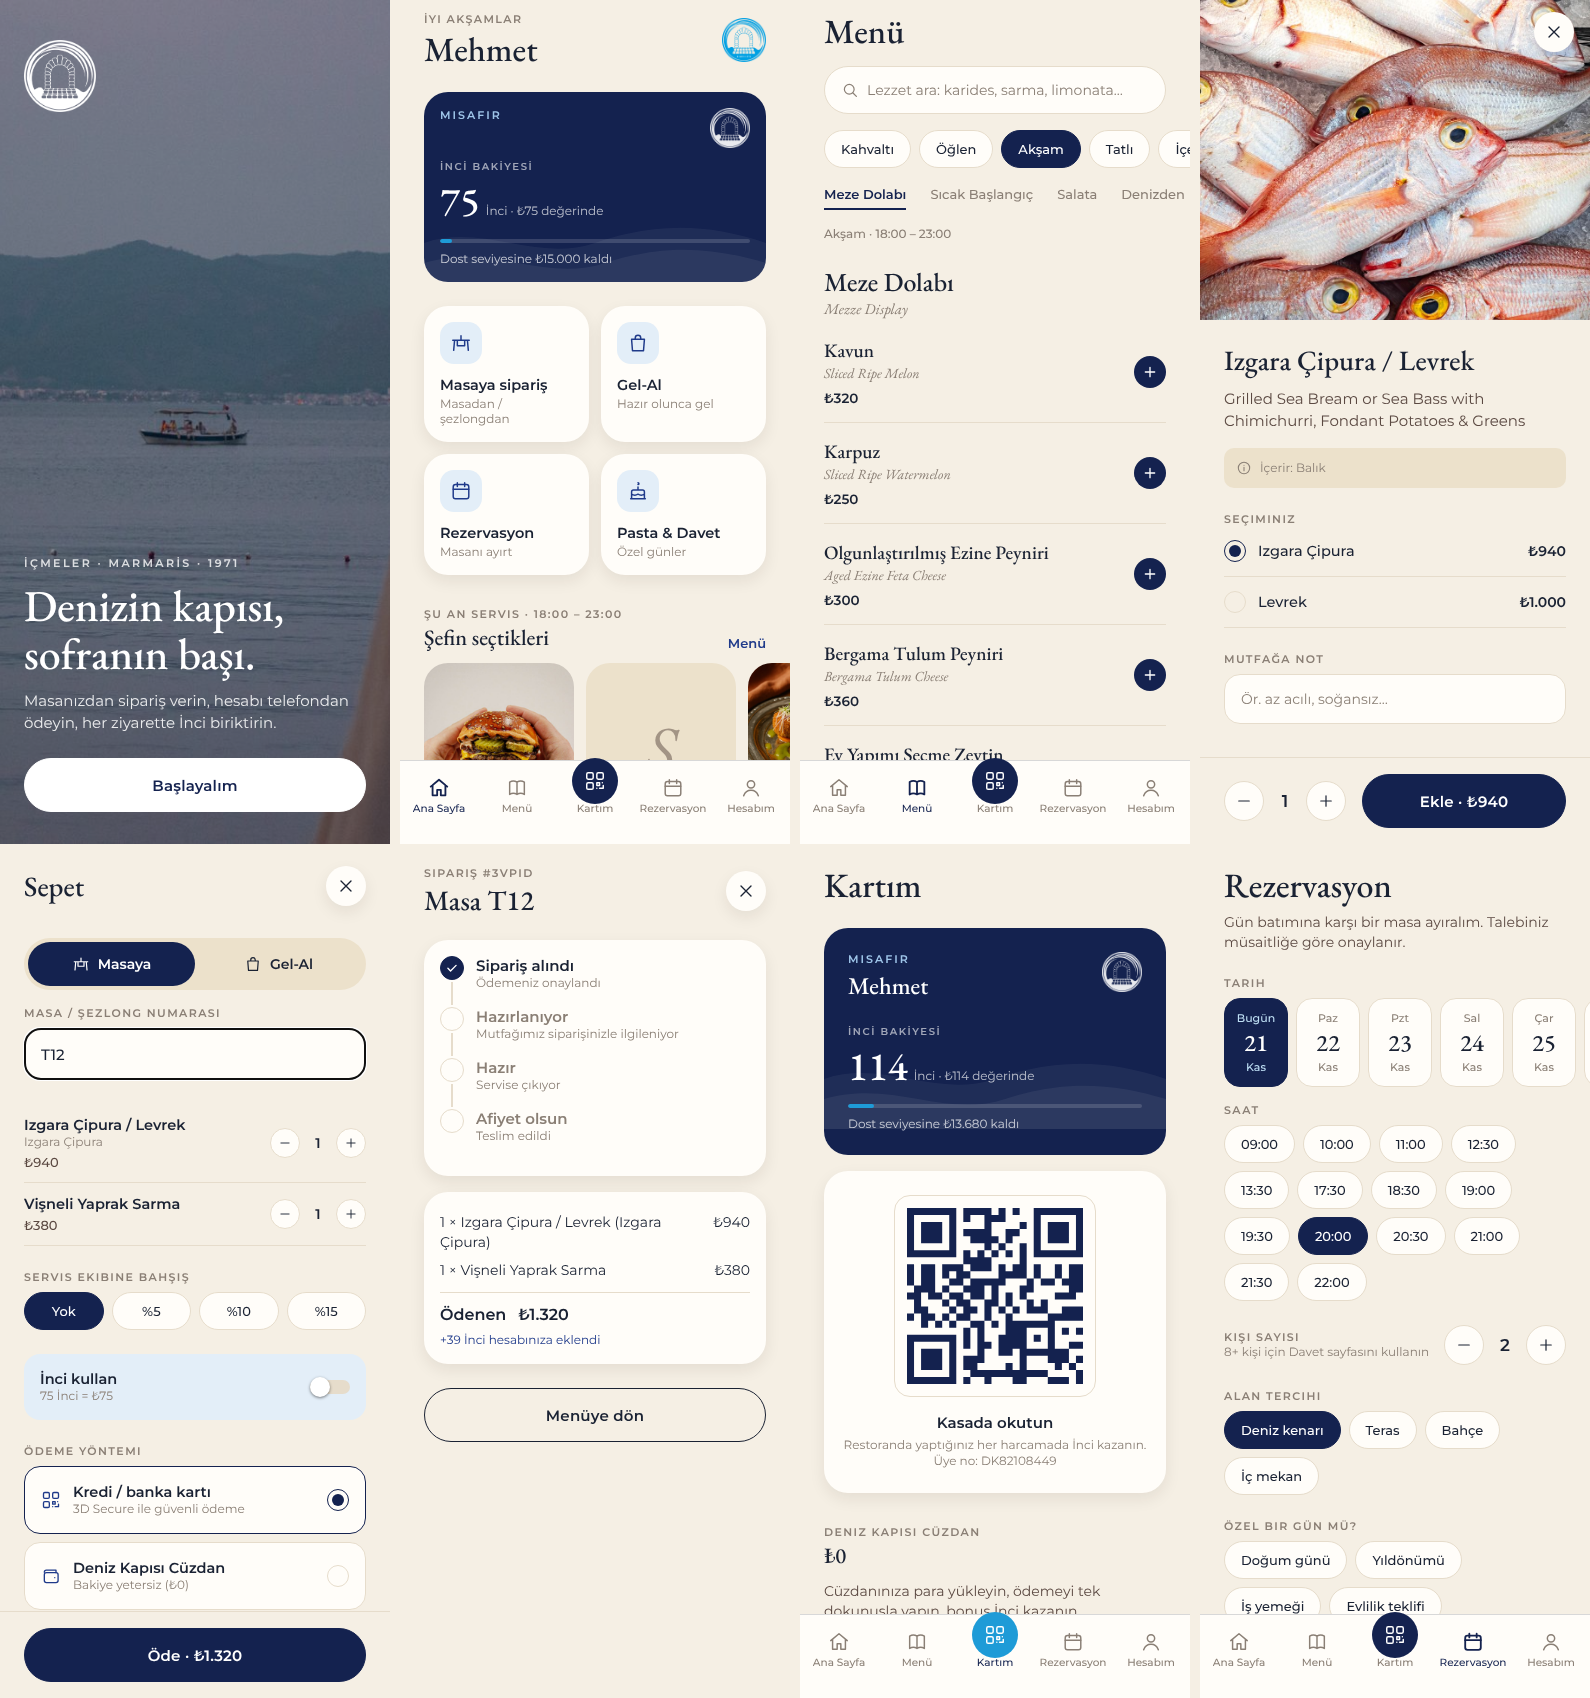 İÇMELER · MARMARİS · 1971
Denizin kapısı,
sofranın başı.
Masanızdan sipariş verin, hesabı telefondan
ödeyin, her ziyarette İnci biriktirin.
Başlayalım
İYI AKŞAMLAR
Mehmet
MISAFIR
İNCİ BAKİYESİ
75 İnci · ₺75 değerinde
Dost seviyesine ₺15.000 kaldı
Masaya sipariş
Masadan /
şezlongdan
Gel-Al
Hazır olunca gel
Rezervasyon
Masanı ayırt
Pasta & Davet
Özel günler
ŞU AN SERVIS · 18:00 – 23:00
Şefin seçtikleri
Menü
S
Ana Sayfa
Menü
Kartım
Rezervasyon
Hesabım
Menü
Lezzet ara: karides, sarma, limonata...
Kahvaltı
Öğlen
Akşam
Tatlı
İçe
Meze Dolabı
Sıcak Başlangıç
Salata
Denizden
Akşam · 18:00 – 23:00
Meze Dolabı
Mezze Display
Kavun
Sliced Ripe Melon
₺320
Karpuz
Sliced Ripe Watermelon
₺250
Olgunlaştırılmış Ezine Peyniri
Aged Ezine Feta Cheese
₺300
Bergama Tulum Peyniri
Bergama Tulum Cheese
₺360
Ev Yapımı Seçme Zeytin
Ana Sayfa
Menü
Kartım
Rezervasyon
Hesabım
Izgara Çipura / Levrek
Grilled Sea Bream or Sea Bass with
Chimichurri, Fondant Potatoes & Greens
İçerir: Balık
SEÇIMINIZ
Izgara Çipura ₺940
Levrek ₺1.000
MUTFAĞA NOT
Ör. az acılı, soğansız...
1
Ekle · ₺940
Sepet
Masaya
Gel-Al
MASA / ŞEZLONG NUMARASI
T12
Izgara Çipura / Levrek
Izgara Çipura
₺940
1
Vişneli Yaprak Sarma
₺380
1
SERVIS EKIBINE BAHŞIŞ
Yok
%5
%10
%15
İnci kullan
75 İnci = ₺75
ÖDEME YÖNTEMI
Kredi / banka kartı
3D Secure ile güvenli ödeme
Deniz Kapısı Cüzdan
Bakiye yetersiz (₺0)
Öde · ₺1.320
SIPARIŞ #3VPID
Masa T12
Sipariş alındı
Ödemeniz onaylandı
Hazırlanıyor
Mutfağımız siparişinizle ilgileniyor
Hazır
Servise çıkıyor
Afiyet olsun
Teslim edildi
1 × Izgara Çipura / Levrek (Izgara
Çipura)
₺940
1 × Vişneli Yaprak Sarma ₺380
Ödenen ₺1.320
+39 İnci hesabınıza eklendi
Menüye dön
Kartım
MISAFIR
Mehmet
İNCİ BAKİYESİ
114 İnci · ₺114 değerinde
Dost seviyesine ₺13.680 kaldı
Kasada okutun
Restoranda yaptığınız her harcamada İnci kazanın.
Üye no: DK82108449
DENIZ KAPISI CÜZDAN
₺0
Cüzdanınıza para yükleyin, ödemeyi tek
dokunuşla yapın, bonus İnci kazanın.
Ana Sayfa
Menü
Kartım
Rezervasyon
Hesabım
Rezervasyon
Gün batımına karşı bir masa ayıralım. Talebiniz
müsaitliğe göre onaylanır.
TARIH
Bugün
21
Kas
Paz
22
Kas
Pzt
23
Kas
Sal
24
Kas
Çar
25
Kas
SAAT
09:00
10:00
11:00
12:30
13:30
17:30
18:30
19:00
19:30
20:00
20:30
21:00
21:30
22:00
KIŞI SAYISI
8+ kişi için Davet sayfasını kullanın
2
ALAN TERCIHI
Deniz kenarı
Teras
Bahçe
İç mekan
ÖZEL BIR GÜN MÜ?
Doğum günü
Yıldönümü
İş yemeği
Evlilik teklifi
Ana Sayfa
Menü
Kartım
Rezervasyon
Hesabım